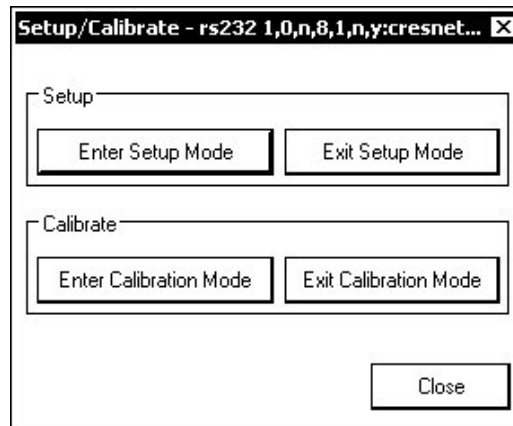 Setup/Calibrate - rs232 1,0,n,8,1,n,y:cresnet...
Setup
Enter Setup Mode Exit Setup Mode
Calibrate
Enter Calibration Mode Exit Calibration Mode
Close